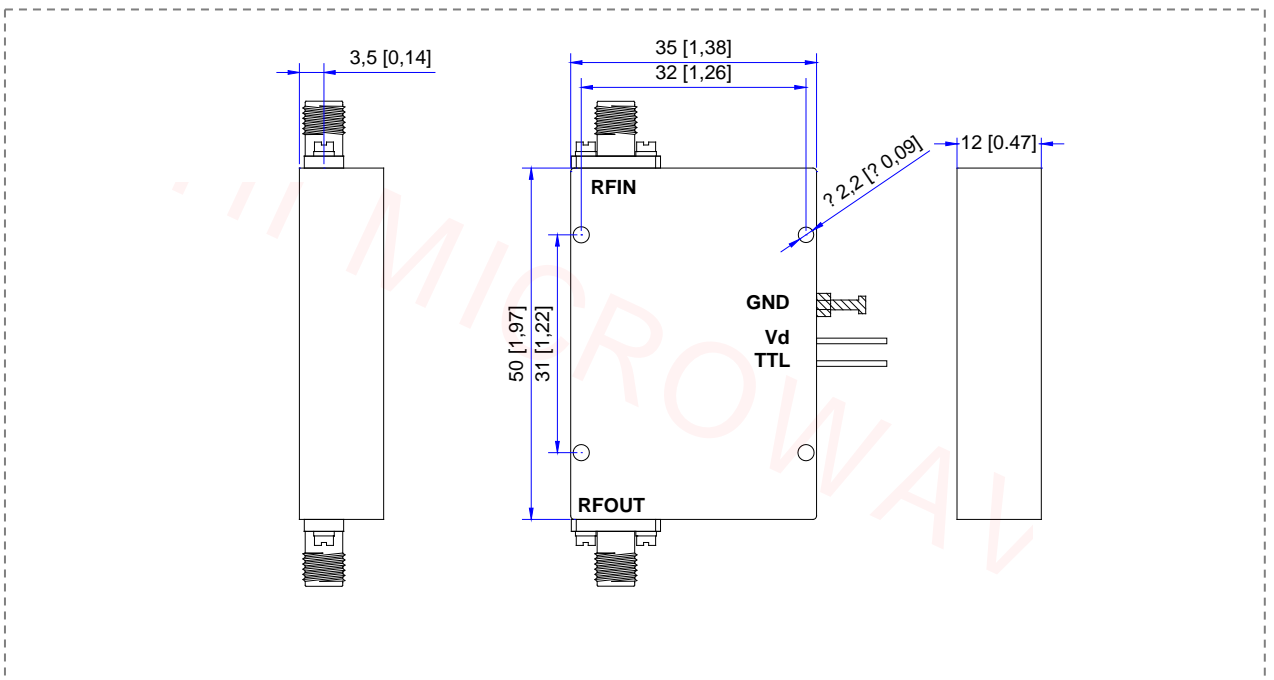 3,5 [0,14]
35 [1,38]
32 [1,26]
? 2,2 [? 0,09]
12 [0.47]
RFIN
50 [1,97]
31 [1,22]
GND
Vd
TTL
RFOUT
MICROWAV